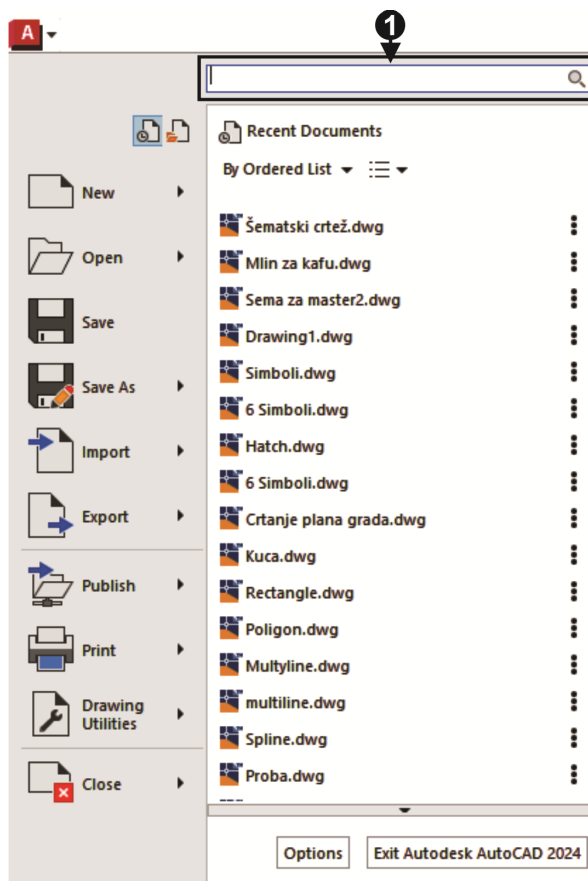 A
1
Recent Documents
By Ordered List
New
Open
Save
Save As
Import
Export
Publish
Print
Drawing
Utilities
Close
Šematski crtež.dwg
Mlin za kafu.dwg
Sema za master2.dwg
Drawing1.dwg
Simboli.dwg
6 Simboli.dwg
Hatch.dwg
6 Simboli.dwg
Crtanje plana grada.dwg
Kuca.dwg
Rectangle.dwg
Poligon.dwg
Multyline.dwg
multiline.dwg
Spline.dwg
Proba.dwg
Options
Exit Autodesk AutoCAD 2024